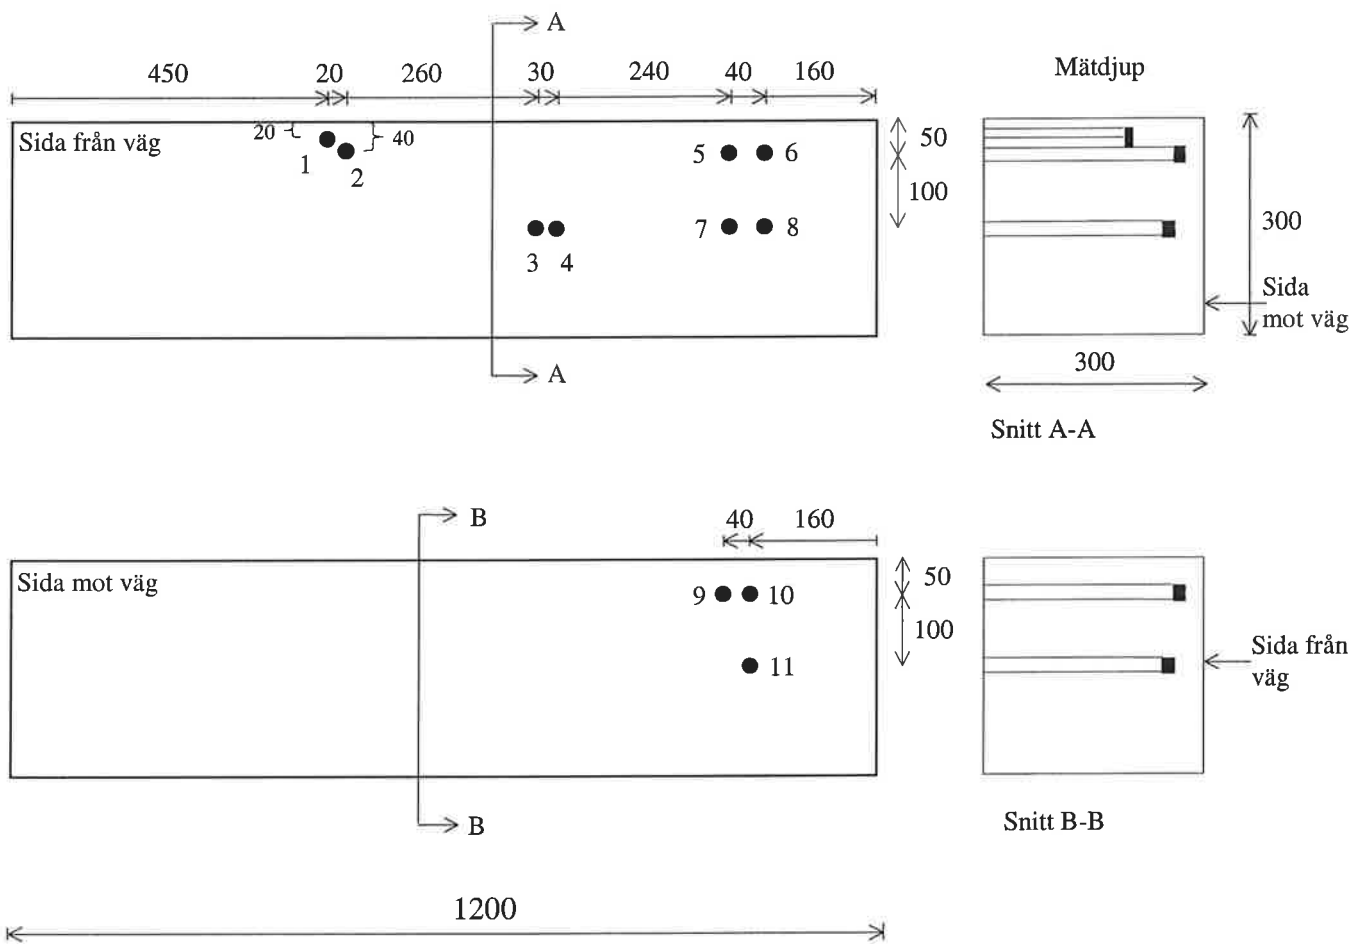 A
450 20 260 30 240 40 160
Mätdjup
Sida från väg
20
40
1
2
5
6
50
100
7
8
3
4
300
Sida
mot väg
A
300
Snitt A-A
B
40 160
Sida mot väg
9
10
50
100
11
Sida från
väg
B
Snitt B-B
1200